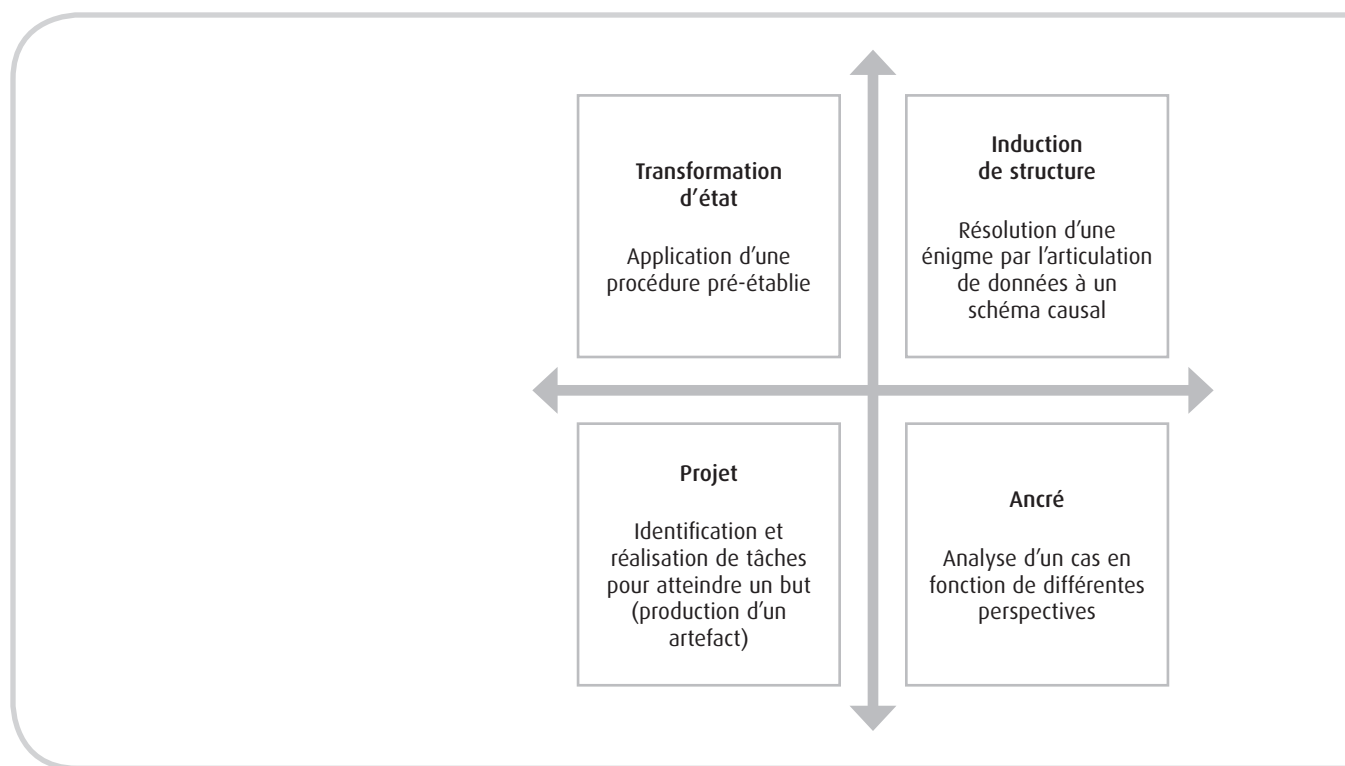 Transformation
d'état
Application d'une
procédure pré-établie
Induction
de structure
Résolution d'une
énigme par l'articulation
de données à un
schéma causal
Projet
Identification et
réalisation de tâches
pour atteindre un but
(production d'un
artefact)
Ancré
Analyse d'un cas en
fonction de différentes
perspectives